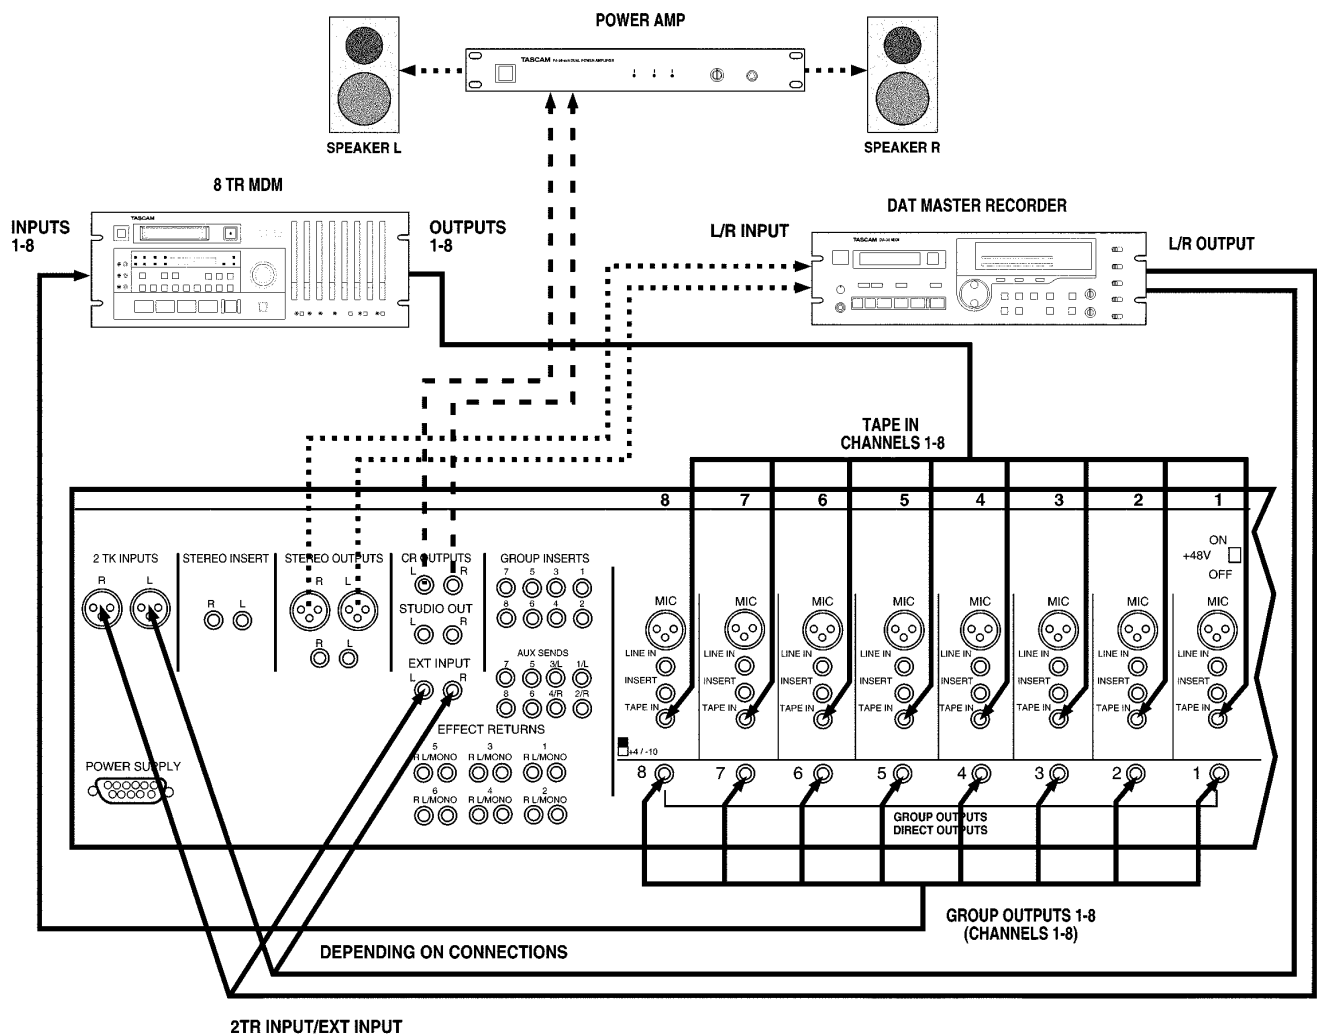 POWER AMP
TASCAM
SPEAKER L
SPEAKER R
8 TR MDM
DAT MASTER RECORDER
INPUTS
1-8
TASCAM
OUTPUTS
1-8
L/R INPUT
TASCAM
L/R OUTPUT
TAPE IN
CHANNELS 1-8
8 7 6 5 4 3 2 1
ON
+48V
OFF
2 TK INPUTS
R L
STEREO INSERT
R L
STEREO OUTPUTS
R L
R L
CR OUTPUTS
L R
STUDIO OUT
L R
EXT INPUT
L R
GROUP INSERTS
7 5 3 1
8 6 4 2
AUX SENDS
7 5 3/L 1/L
8 6 4/R 2/R
EFFECT RETURNS
5 3 1
R L/MONO R L/MONO R L/MONO
6 4 2
R L/MONO R L/MONO R L/MONO
POWER SUPPLY
MIC MIC MIC MIC MIC MIC MIC MIC
LINE IN LINE IN LINE IN LINE IN LINE IN LINE IN LINE IN LINE IN
INSERT INSERT INSERT INSERT INSERT INSERT INSERT INSERT
TAPE IN TAPE IN TAPE IN TAPE IN TAPE IN TAPE IN TAPE IN TAPE IN
+4 / -10
8 7 6 5 4 3 2 1
GROUP OUTPUTS
DIRECT OUTPUTS
GROUP OUTPUTS 1-8
(CHANNELS 1-8)
DEPENDING ON CONNECTIONS
2TR INPUT/EXT INPUT